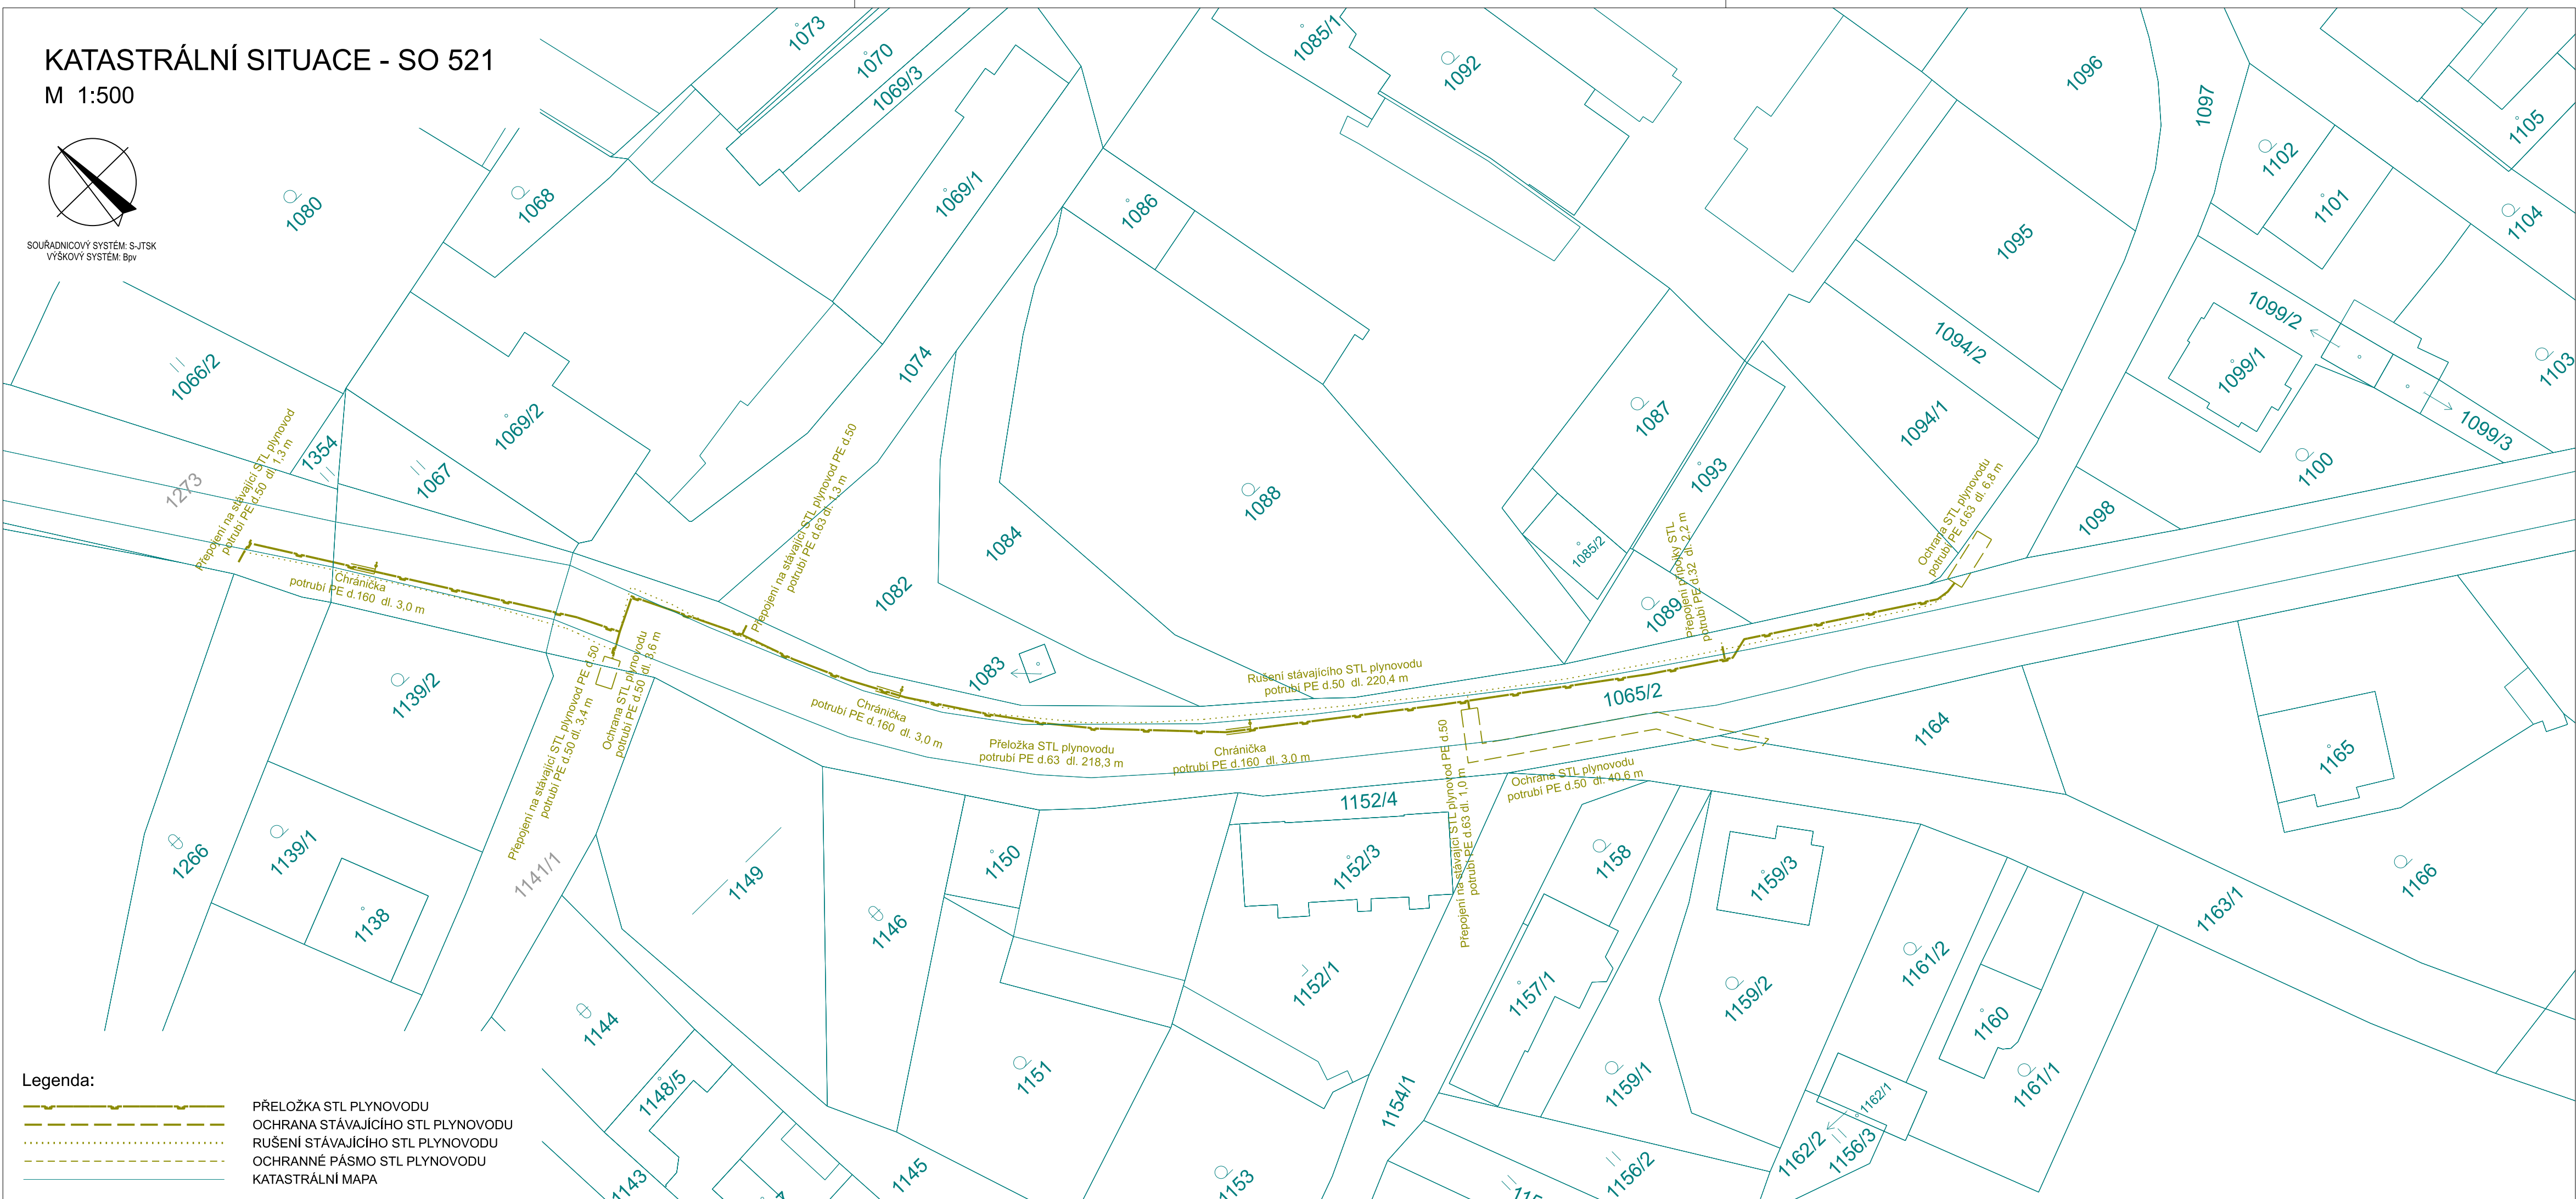 KATASTRÁLNÍ SITUACE - SO 521
M 1:500
SOUŘADNICOVÝ SYSTÉM: S-JTSK
VÝŠKOVÝ SYSTÉM: Bpv
1073
1070
1069/3
1085/1
1092
1096
1097
1105
1102
1101
1104
1080
1068
1069/1
1086
1095
1099/2
1066/2
1069/2
1074
1094/2
1099/1
1103
1087
1094/1
1099/3
1354
1067
1273
1088
1093
1100
1084
1085/2
1098
1082
1089
1083
1065/2
1139/2
1164
1165
1152/4
1266
1139/1
1138
1141/1
1149
1150
1146
1152/3
1158
1159/3
1166
1163/1
1152/1
1157/1
1159/2
1161/2
1160
1144
1148/5
1151
1154/1
1159/1
1161/1
1162/1
1162/2
1156/3
1143
1145
1153
1156/2
Přepojení na stávající STL plynovod
potrubí PE d.50 dl. 1,3 m
Chránička
potrubí PE d.160 dl. 3,0 m
Přepojení na stávající STL plynovod PE d.50
potrubí PE d.50 dl. 3,4 m
Ochrana STL plynovodu
potrubí PE d.50 dl. 3,6 m
Přepojení na stávající STL plynovod PE d.50
potrubí PE d.63 dl. 1,3 m
Chránička
potrubí PE d.160 dl. 3,0 m
Přeložka STL plynovodu
potrubí PE d.63 dl. 218,3 m
Chránička
potrubí PE d.160 dl. 3,0 m
Rušení stávajícího STL plynovodu
potrubí PE d.50 dl. 220,4 m
Přepojení na stávající STL plynovod PE d.50
potrubí PE d.63 dl. 1,0 m
Ochrana STL plynovodu
potrubí PE d.50 dl. 40,6 m
Přepojení přípojky STL
potrubí PE d.32 dl. 2,2 m
Ochrana STL plynovodu
potrubí PE d.63 dl. 6,8 m
Legenda:
PŘELOŽKA STL PLYNOVODU
OCHRANA STÁVAJÍCÍHO STL PLYNOVODU
RUŠENÍ STÁVAJÍCÍHO STL PLYNOVODU
OCHRANNÉ PÁSMO STL PLYNOVODU
KATASTRÁLNÍ MAPA